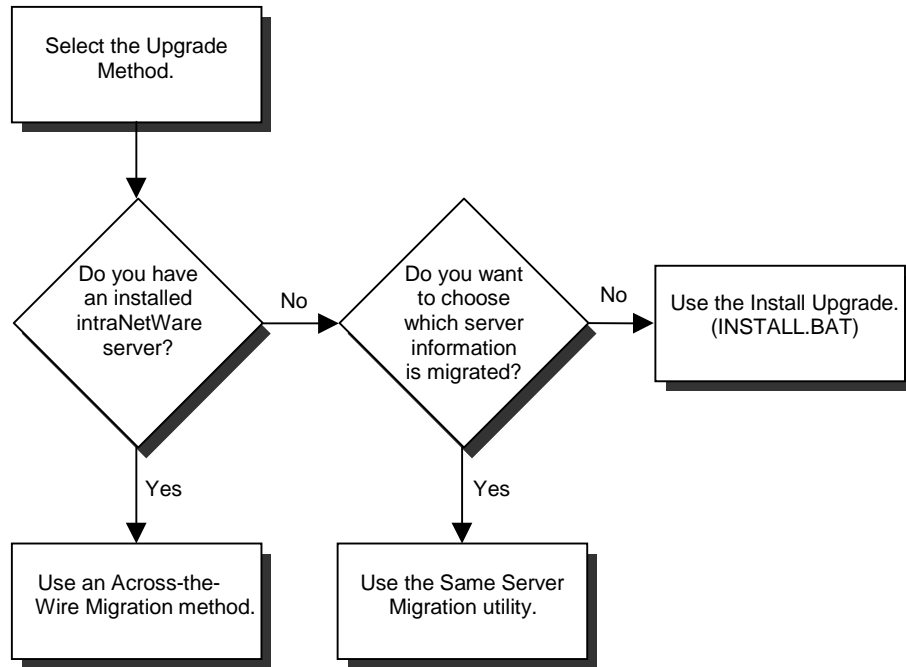 Select the Upgrade
Method.
Do you have
an installed
intraNetWare
server?
No
Do you want
to choose
which server
information
is migrated?
No
Use the Install Upgrade.
(INSTALL.BAT)
Yes
Yes
Use an Across-the-
Wire Migration method.
Use the Same Server
Migration utility.